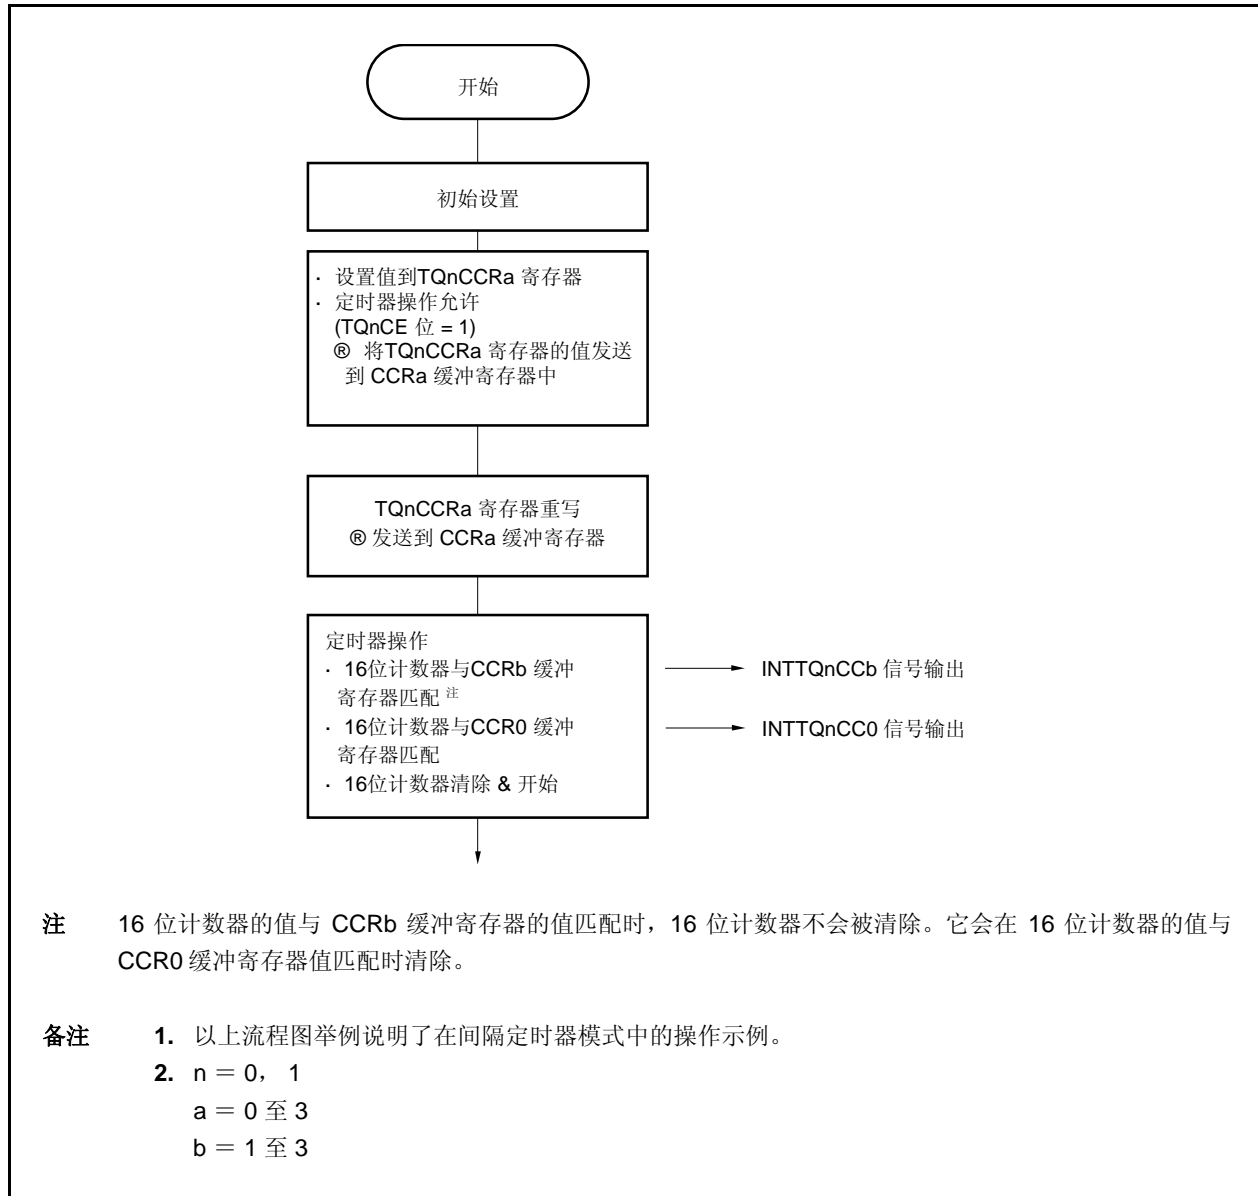 开始
初始设置
· 设置值到TQnCCRa 寄存器
· 定时器操作允许
(TQnCE 位 = 1)
® 将TQnCCRa 寄存器的值发送
到 CCRa 缓冲寄存器中
TQnCCRa 寄存器重写
® 发送到 CCRa 缓冲寄存器
定时器操作
· 16位计数器与CCRb 缓冲
寄存器匹配 注
· 16位计数器与CCR0 缓冲
寄存器匹配
· 16位计数器清除 & 开始
INTTQnCCb 信号输出
INTTQnCC0 信号输出
注 16 位计数器的值与 CCRb 缓冲寄存器的值匹配时，16 位计数器不会被清除。它会在 16 位计数器的值与
CCR0 缓冲寄存器值匹配时清除。
备注 1. 以上流程图举例说明了在间隔定时器模式中的操作示例。
2. n = 0， 1
a = 0 至 3
b = 1 至 3